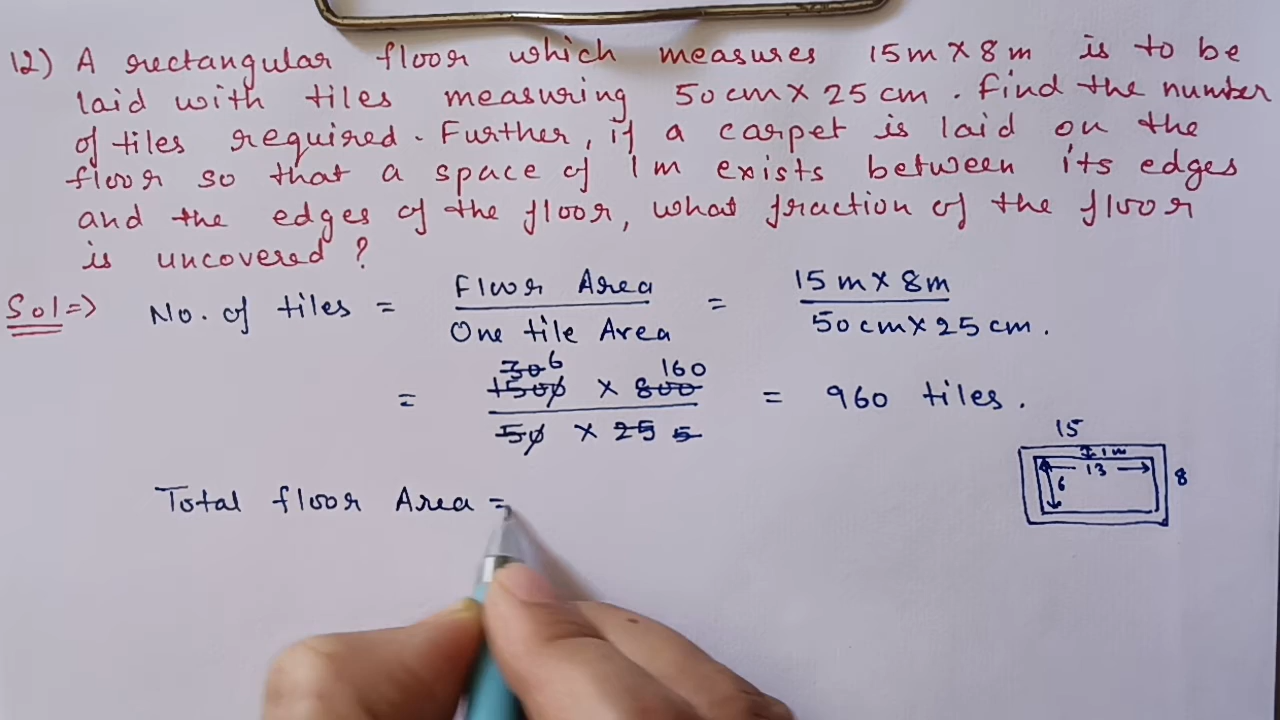 12) A rectangular floor which measures 15m × 8m is to be
laid with tiles measuring 50cm × 25cm. Find the number
of tiles required. Further, if a carpet is laid on the
floor so that a space of 1m exists between its edges
and the edges of the floor, what fraction of the floor
is uncovered?
Sol => No. of tiles = Floor Area / One tile Area = 15m × 8m / 50cm × 25cm.
30 6 160
= 1500 × 800 / 50 × 25 5 = 960 tiles.
15
1m
13
6
8
Total floor Area =